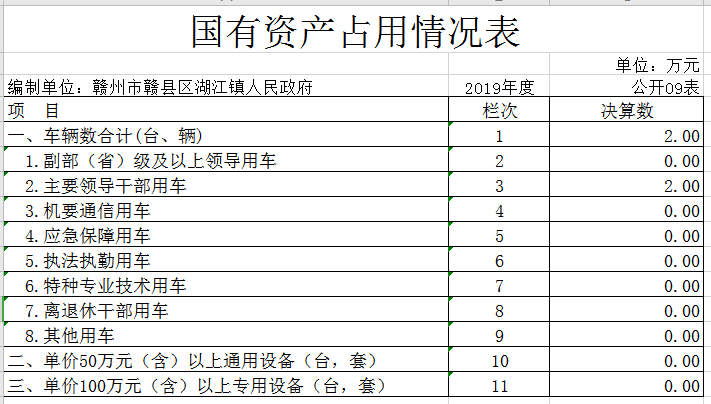 国有资产占用情况表
单位：万元
编制单位：赣州市赣县区湖江镇人民政府 2019年度 公开09表
项 目 栏次 决算数
一、车辆数合计(台、辆) 1 2.00
1.副部（省）级及以上领导用车 2 0.00
2.主要领导干部用车 3 2.00
3.机要通信用车 4 0.00
4.应急保障用车 5 0.00
5.执法执勤用车 6 0.00
6.特种专业技术用车 7 0.00
7.离退休干部用车 8 0.00
8.其他用车 9 0.00
二、单价50万元（含）以上通用设备（台，套） 10 0.00
三、单价100万元（含）以上专用设备（台，套） 11 0.00